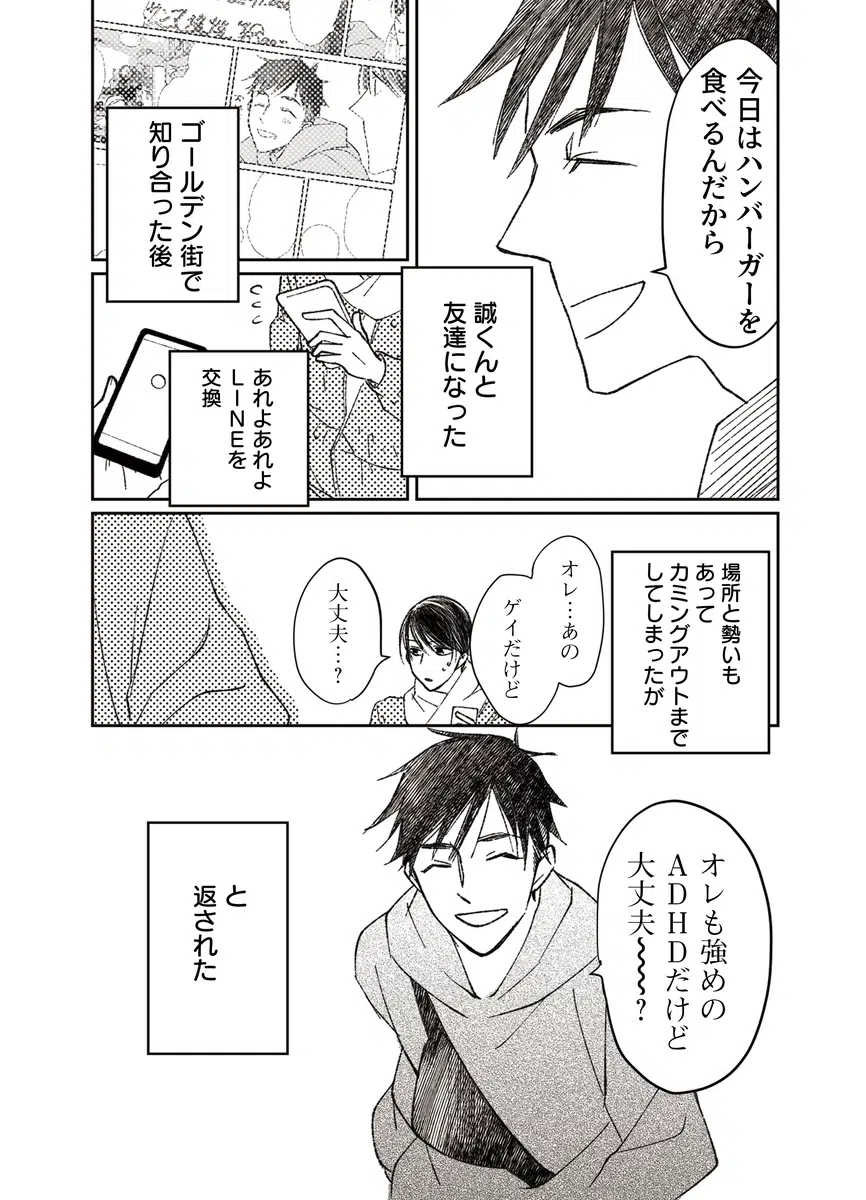 今日はハンバーガーを
食べるんだから
誠くんと
友達になった
ゴールデン街で
知り合った後
あれよあれよ
LINEを
交換
場所と勢いも
あって
カミングアウトまで
してしまったが
オレ…あの
ゲイだけど
大丈夫…?
オレも強めの
ADHDだけど
大丈夫〜〜〜?
と
返された